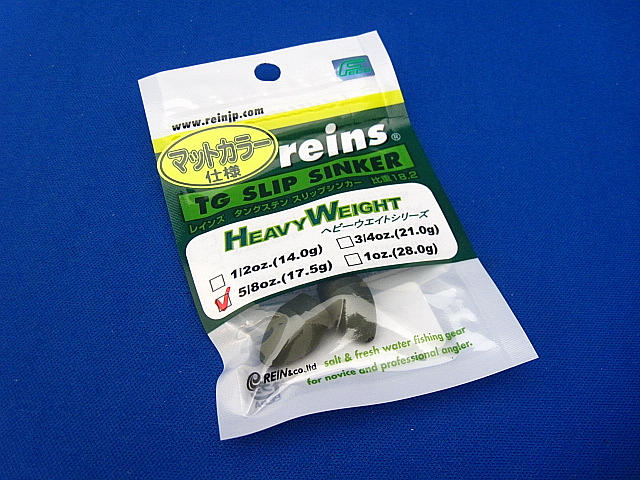 www.reinjp.com
マットカラー
仕様
reins®
TG SLIP SINKER
レインズ タングステン スリップシンカー 比重18.2
HEAVYWEIGHT
ヘビーウエイトシリーズ
1/2oz.(14.0g)
3/4oz.(21.0g)
5/8oz.(17.5g)
1oz.(28.0g)
REIN&co.,ltd
salt & fresh water fishing gear
for novice and professional angler.